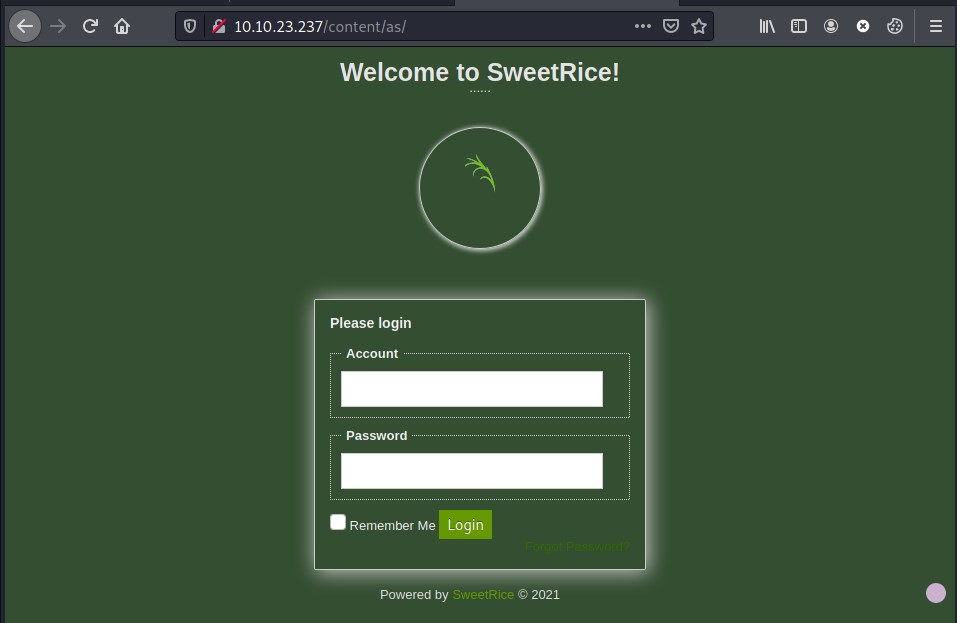 10.10.23.237/content/as/
Welcome to SweetRice!
......
Please login
Account
Password
Remember Me Login
Forgot Password?
Powered by SweetRice © 2021